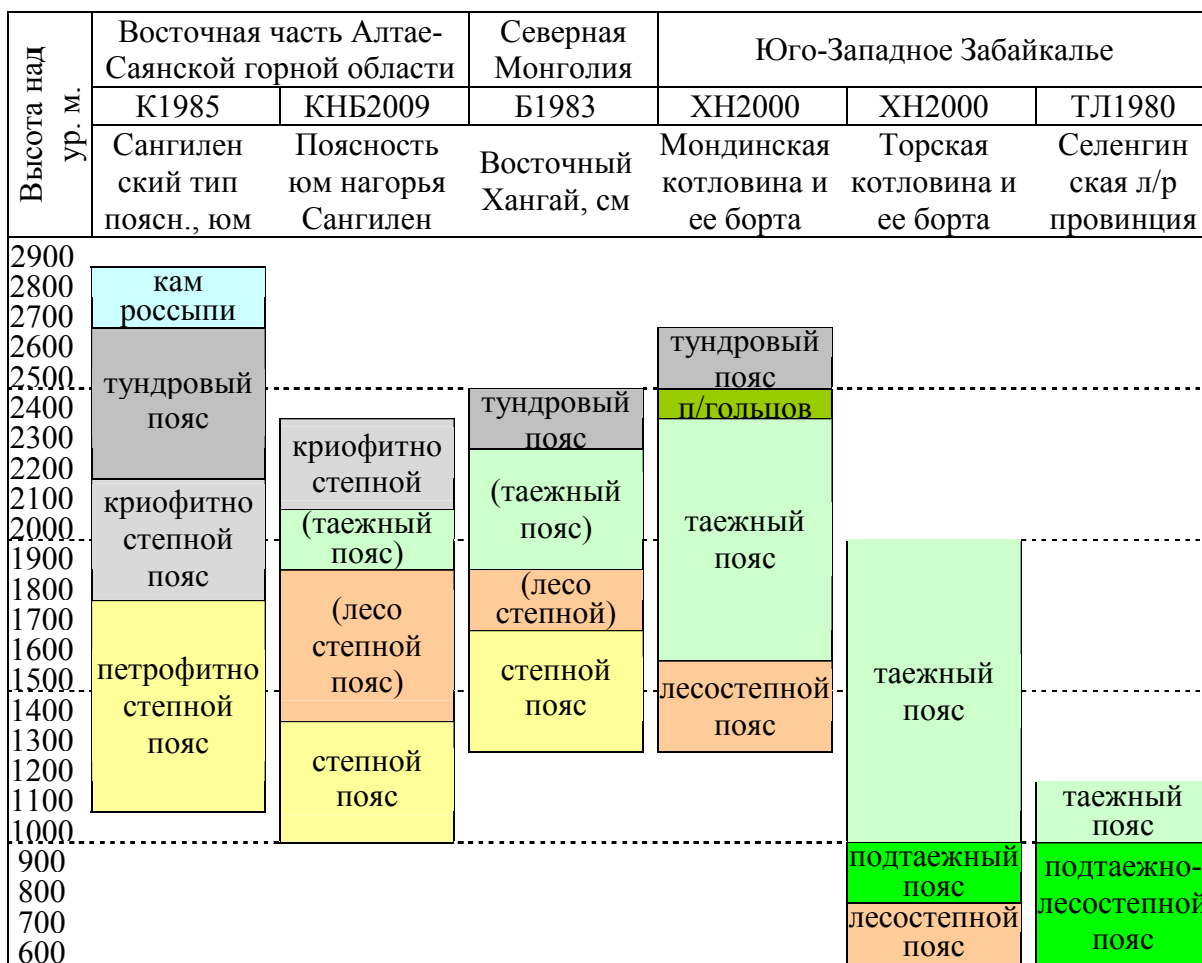 Высота над
ур. м.
Восточная часть Алтае-
Саянской горной области
Северная
Монголия
Юго-Западное Забайкалье
К1985
КНБ2009
Б1983
ХН2000
ХН2000
ТЛ1980
Сангилен
ский тип
поясн., юм
Поясность
юм нагорья
Сангилен
Восточный
Хангай, см
Мондинская
котловина и
ее борта
Торская
котловина и
ее борта
Селенгин
ская л/р
провинция
2900
2800
2700
2600
2500
2400
2300
2200
2100
2000
1900
1800
1700
1600
1500
1400
1300
1200
1100
1000
900
800
700
600
кам
россыпи
тундровый
пояс
криофитно
степной
пояс
петрофитно
степной
пояс
криофитно
степной
(таежный
пояс)
(лесо
степной
пояс)
степной
пояс
тундровый
пояс
(таежный
пояс)
(лесо
степной)
степной
пояс
тундровый
пояс
п/гольцов
таежный
пояс
лесостепной
пояс
таежный
пояс
подтаежный
пояс
лесостепной
пояс
таежный
пояс
подтаежно-
лесостепной
пояс